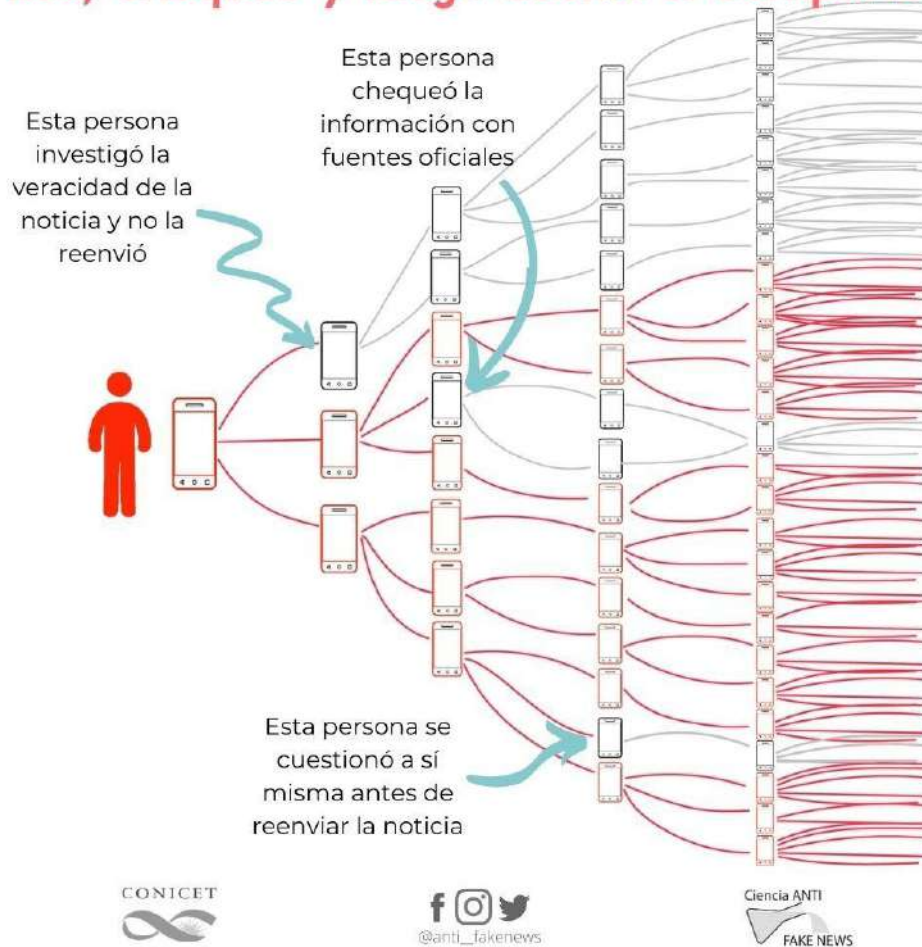 Esta persona
investigó la
veracidad de la
noticia y no la
reenvió
Esta persona
chequeó la
información con
fuentes oficiales
Esta persona se
cuestionó a sí
misma antes de
reenviar la noticia
CONICET
@anti__fakenews
Ciencia ANTI
FAKE NEWS